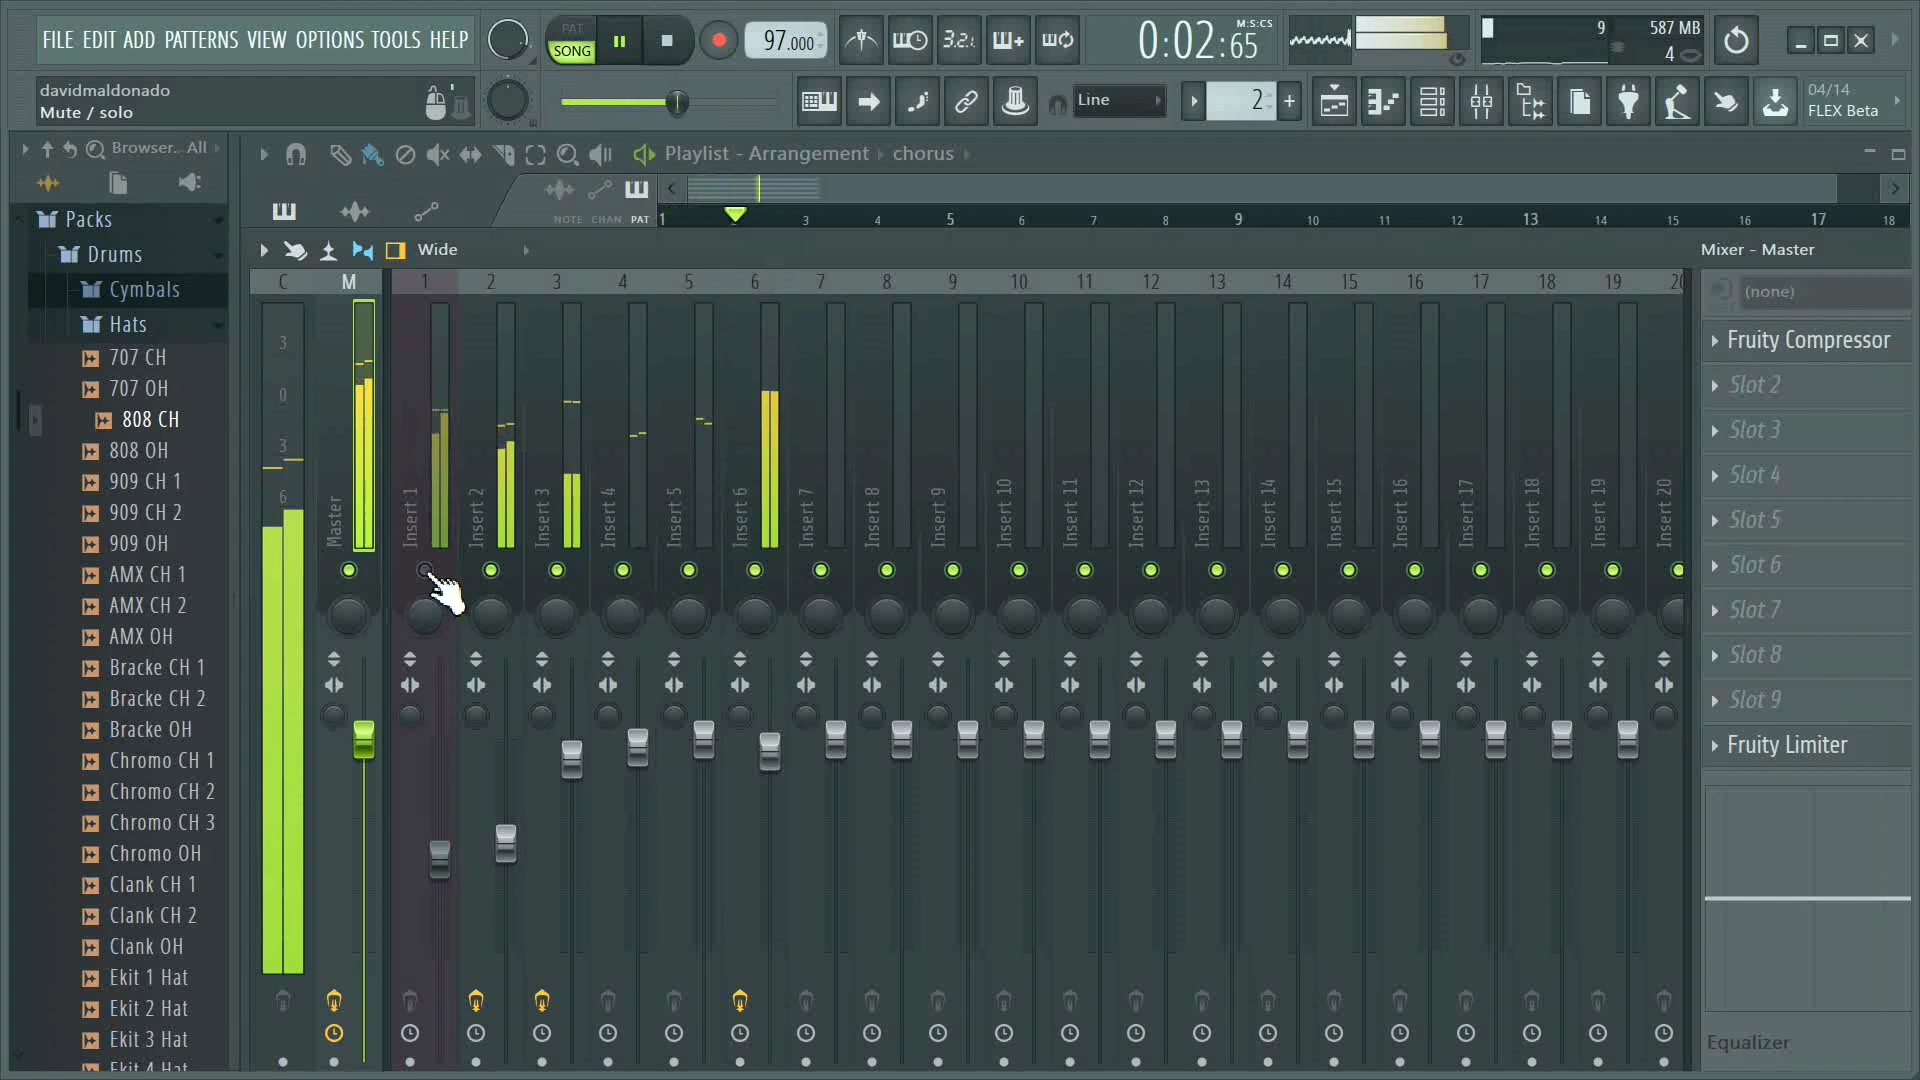 FILE EDIT ADD PATTERNS VIEW OPTIONS TOOLS HELP
PAT
SONG
97.000
3.2.1
0:02:65
M:S:CS
9
587 MB
4
davidmaldonado
Mute / solo
Line
2
04/14
FLEX Beta
Browser.. All
Playlist - Arrangement
chorus
NOTE CHAN PAT
1 2 3 4 5 6 7 8 9 10 11 12 13 14 15 16 17 18
Packs
Drums
Cymbals
Hats
707 CH
707 OH
808 CH
808 OH
909 CH 1
909 CH 2
909 OH
AMX CH 1
AMX CH 2
AMX OH
Bracke CH 1
Bracke CH 2
Bracke OH
Chromo CH 1
Chromo CH 2
Chromo CH 3
Chromo OH
Clank CH 1
Clank CH 2
Clank OH
Ekit 1 Hat
Ekit 2 Hat
Ekit 3 Hat
Ekit 4 Hat
Wide
C M 1 2 3 4 5 6 7 8 9 10 11 12 13 14 15 16 17 18 19 20
3
0
3
6
Master
Insert 1
Insert 2
Insert 3
Insert 4
Insert 5
Insert 6
Insert 7
Insert 8
Insert 9
Insert 10
Insert 11
Insert 12
Insert 13
Insert 14
Insert 15
Insert 16
Insert 17
Insert 18
Insert 19
Insert 20
Mixer - Master
(none)
Fruity Compressor
Slot 2
Slot 3
Slot 4
Slot 5
Slot 6
Slot 7
Slot 8
Slot 9
Fruity Limiter
Equalizer